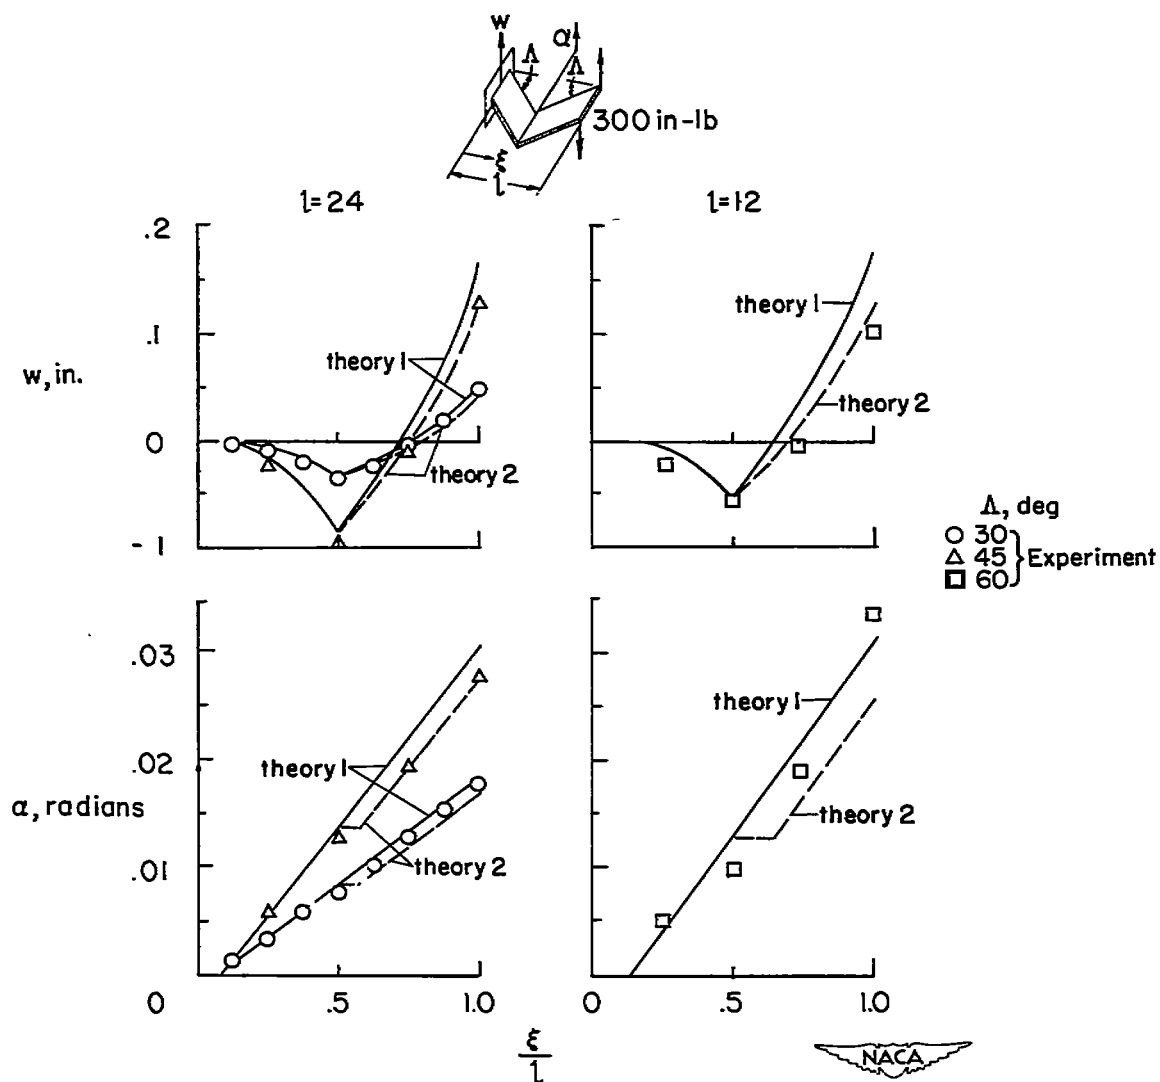 w
Λ
α
Λ
300 in-lb
ξ
l
l=24
l=12
.2
.1
w, in.
0
-.1
theory 1
theory 2
theory 1
theory 2
Λ, deg
○ 30
△ 45
□ 60
} Experiment
.03
.02
α, radians
.01
0
.5
1.0
theory 1
theory 2
theory 1
theory 2
0
.5
1.0
ξ
l
NACA